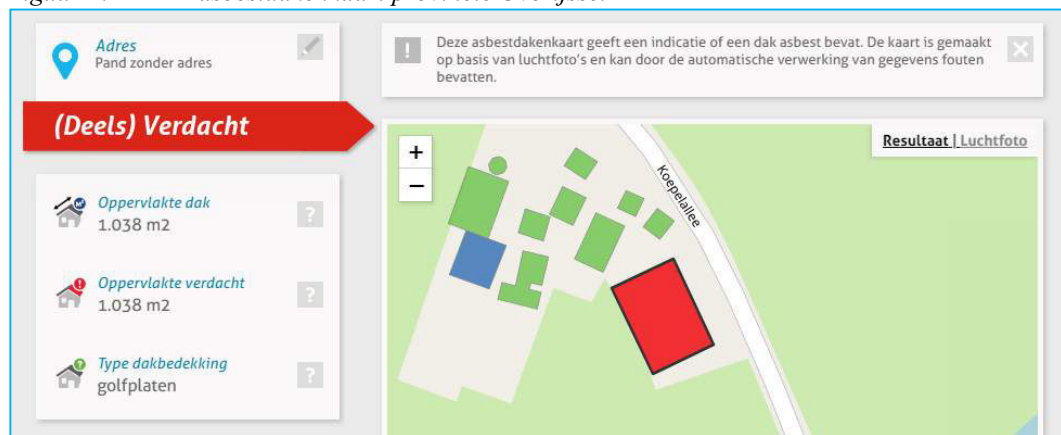 Adres
Pand zonder adres
(Deels) Verdacht
Oppervlakte dak
1.038 m2
Oppervlakte verdacht
1.038 m2
Type dakbedekking
golfplaten
Deze asbestdakenkaart geeft een indicatie of een dak asbest bevat. De kaart is gemaakt
op basis van luchtfoto's en kan door de automatische verwerking van gegevens fouten
bevatten.
+
−
Resultaat | Luchtfoto
Koepelallee